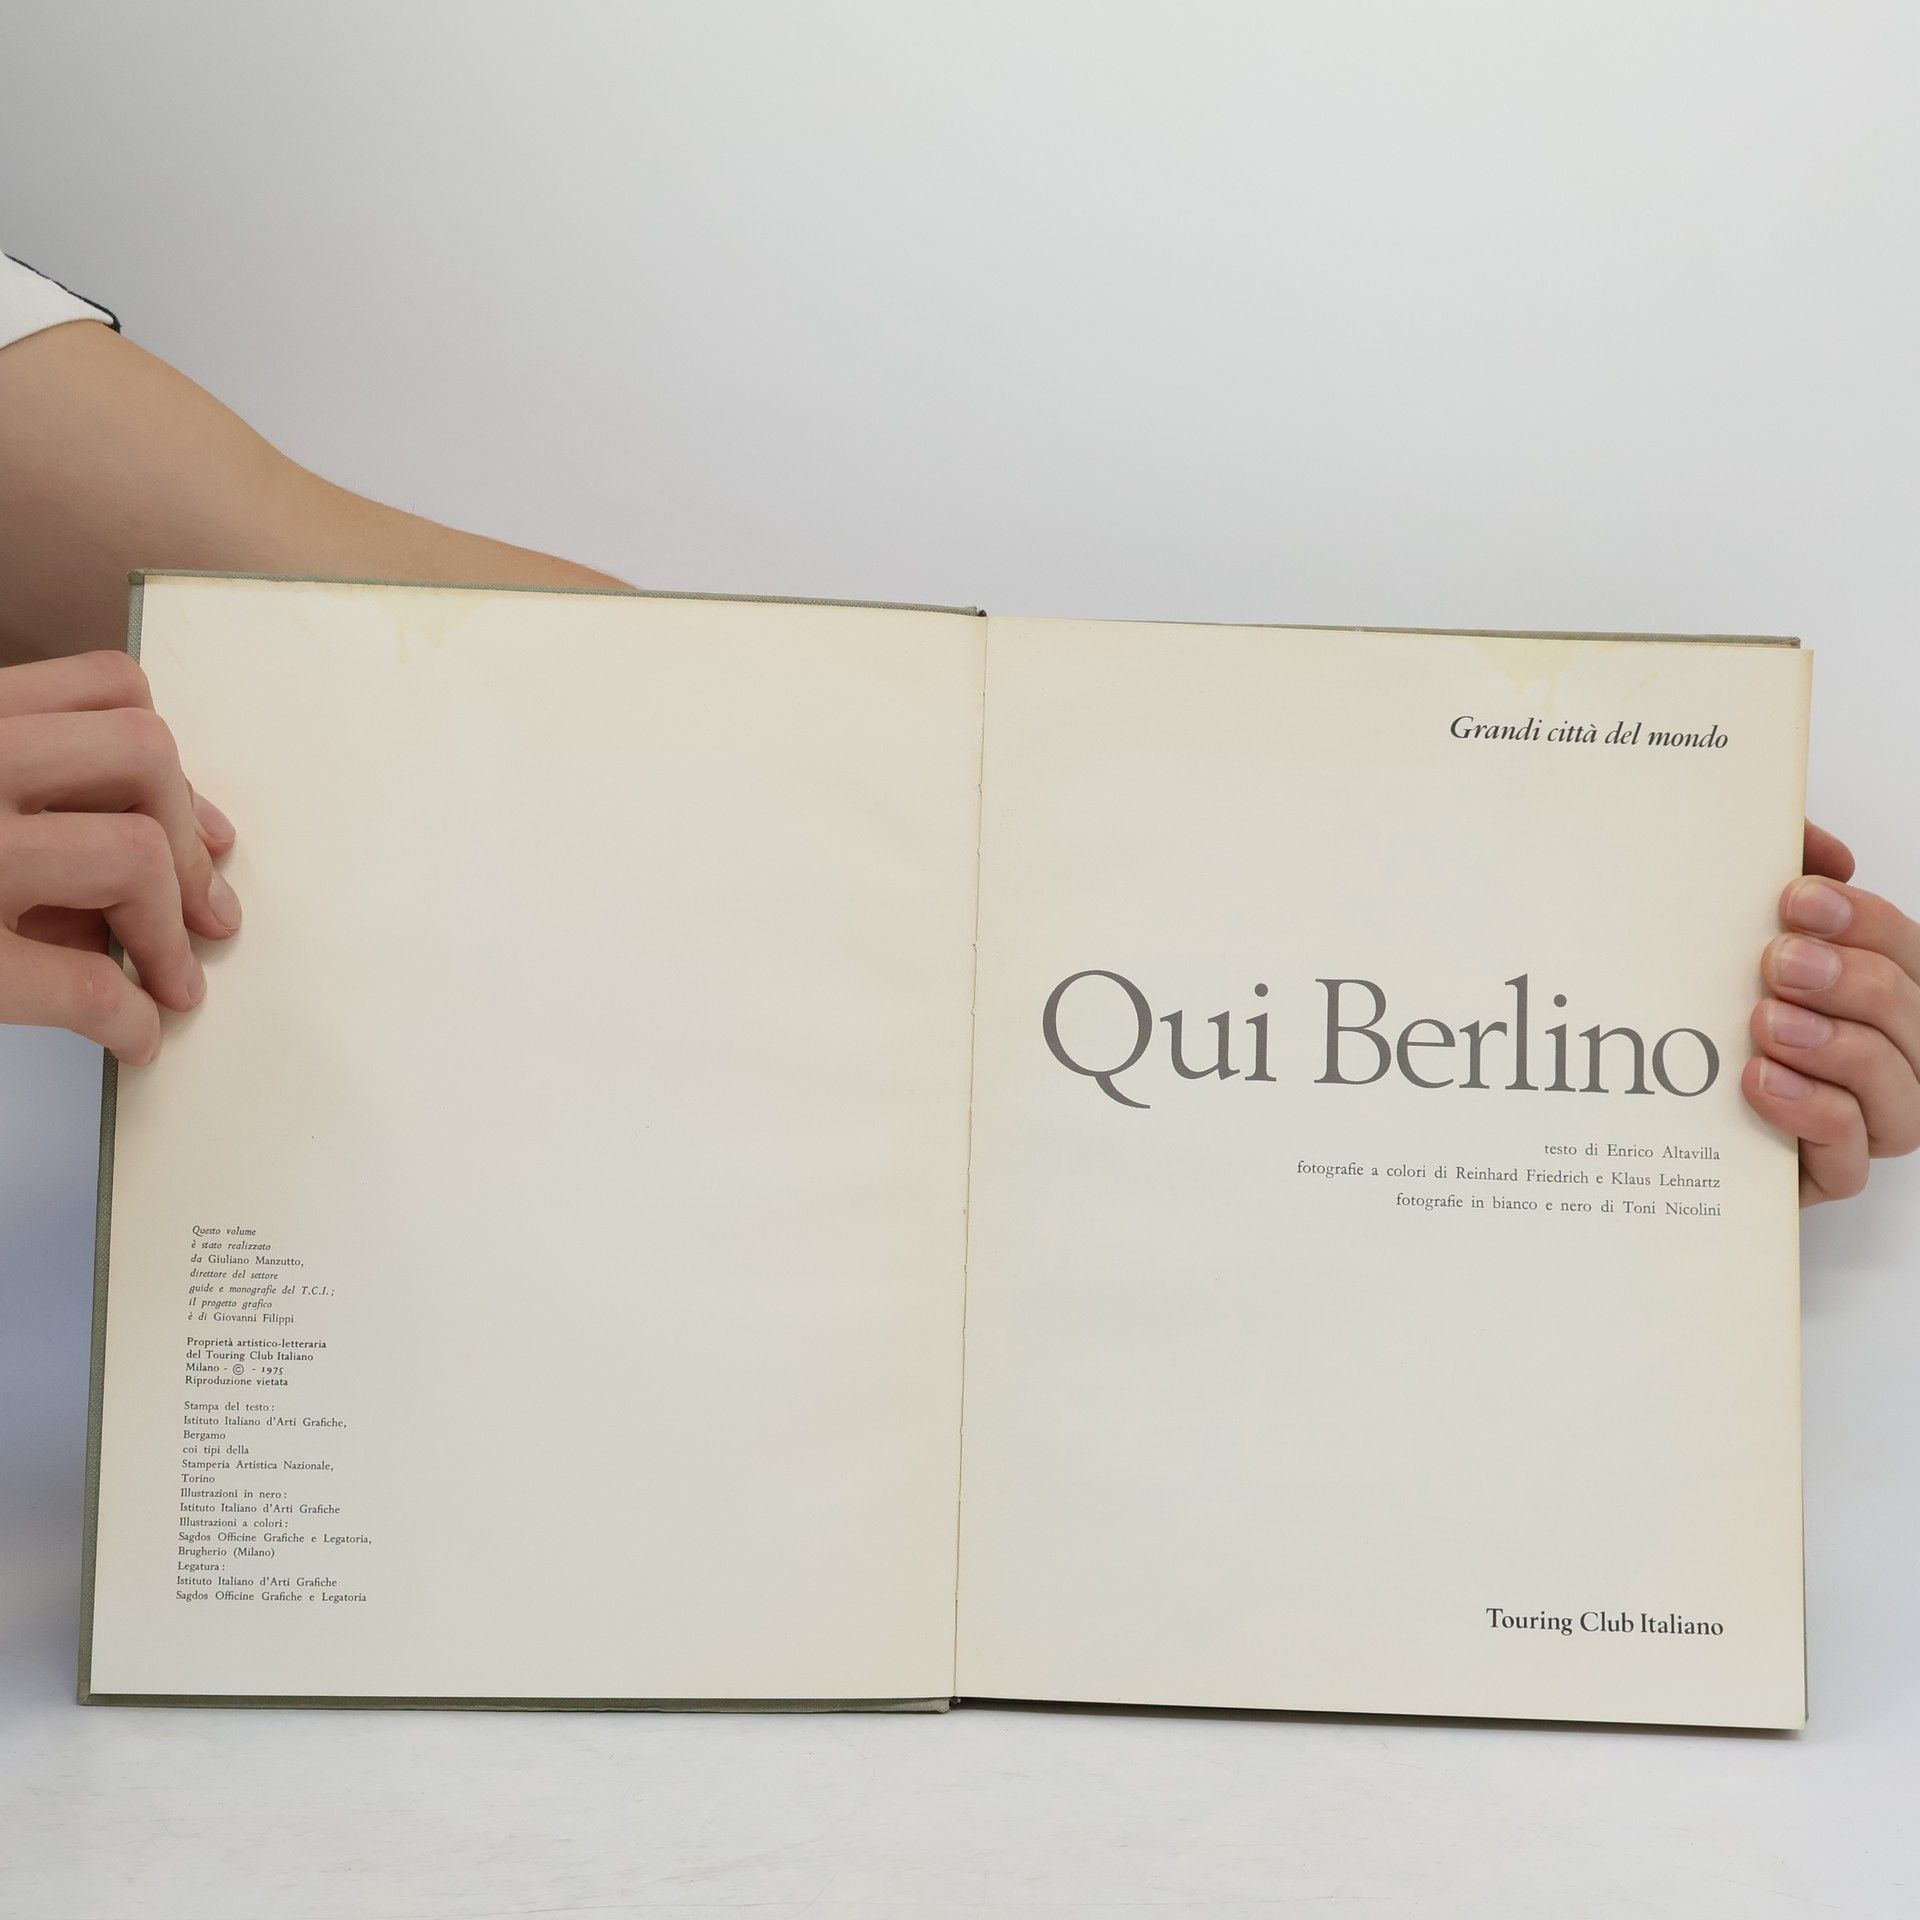 Questo volume
è stato realizzato
da Giuliano Manzutto,
direttore del settore
guide e monografie del T.C.I.;
il progetto grafico
è di Giovanni Filippi
Proprietà artistico-letteraria
del Touring Club Italiano
Milano - © - 1975
Riproduzione vietata
Stampa del testo:
Istituto Italiano d'Arti Grafiche,
Bergamo
coi tipi della
Stamperia Artistica Nazionale,
Torino
Illustrazioni in nero:
Istituto Italiano d'Arti Grafiche
Illustrazioni a colori:
Sagdos Officine Grafiche e Legatoria,
Brugherio (Milano)
Legatura:
Istituto Italiano d'Arti Grafiche
Sagdos Officine Grafiche e Legatoria
Grandi città del mondo
Qui Berlino
testo di Enrico Altavilla
fotografie a colori di Reinhard Friedrich e Klaus Lehnartz
fotografie in bianco e nero di Toni Nicolini
Touring Club Italiano